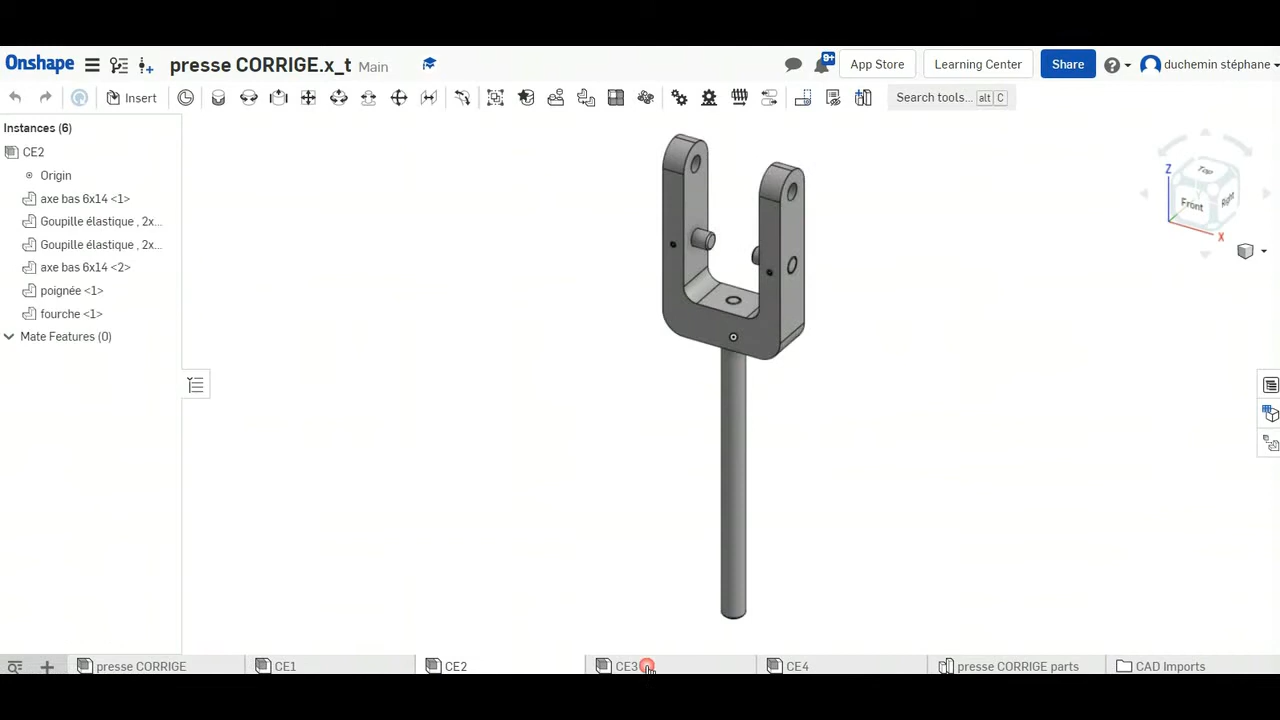 Onshape presse CORRIGE.x_t Main 9+ App Store Learning Center Share ? duchemin stéphane
Insert Search tools... alt C
Instances (6)
CE2
Origin
axe bas 6x14 <1>
Goupille élastique , 2x...
Goupille élastique , 2x...
axe bas 6x14 <2>
poignée <1>
fourche <1>
Mate Features (0)
Z
Top
Front
Right
X
presse CORRIGE CE1 CE2 CE3 CE4 presse CORRIGE parts CAD Imports